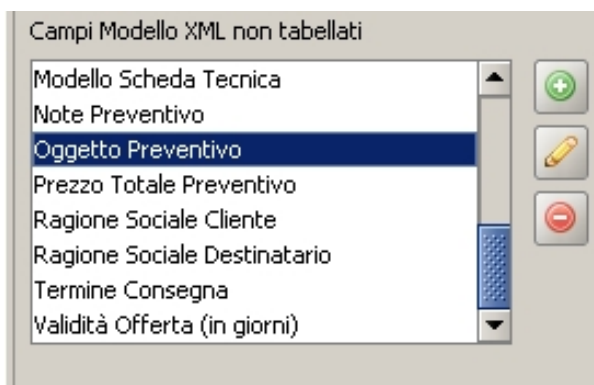 Campi Modello XML non tabellati
Modello Scheda Tecnica
Note Preventivo
Oggetto Preventivo
Prezzo Totale Preventivo
Ragione Sociale Cliente
Ragione Sociale Destinatario
Termine Consegna
Validità Offerta (in giorni)